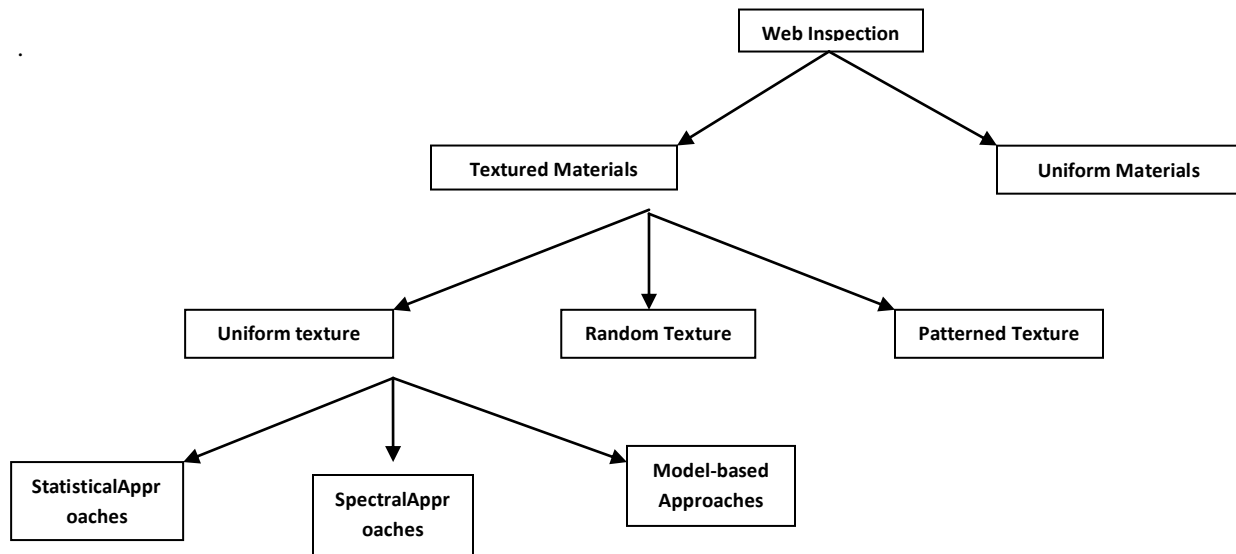 .
Web Inspection
Textured Materials
Uniform Materials
Uniform texture
Random Texture
Patterned Texture
StatisticalAppr
oaches
SpectralAppr
oaches
Model-based
Approaches